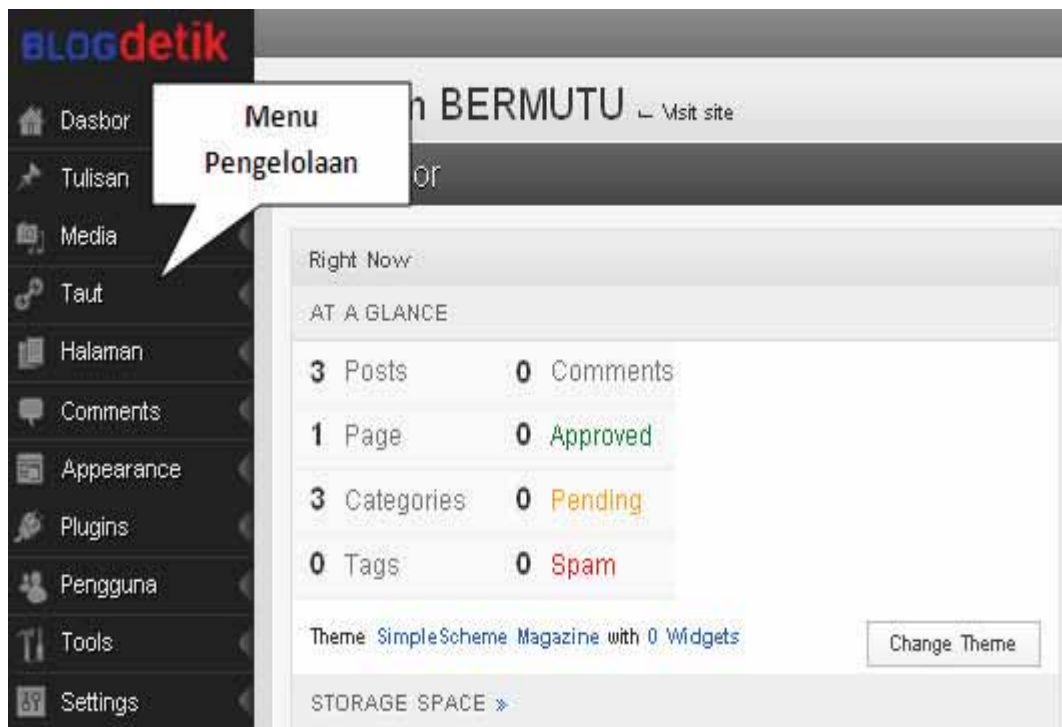 BLOGdetik
Dasbor
Tulisan
Media
Taut
Halaman
Comments
Appearance
Plugins
Pengguna
Tools
Settings
Menu
Pengelolaan
BERMUTU Visit site
Right Now
AT A GLANCE
3 Posts 0 Comments
1 Page 0 Approved
3 Categories 0 Pending
0 Tags 0 Spam
Theme SimpleScheme Magazine with 0 Widgets
Change Theme
STORAGE SPACE »